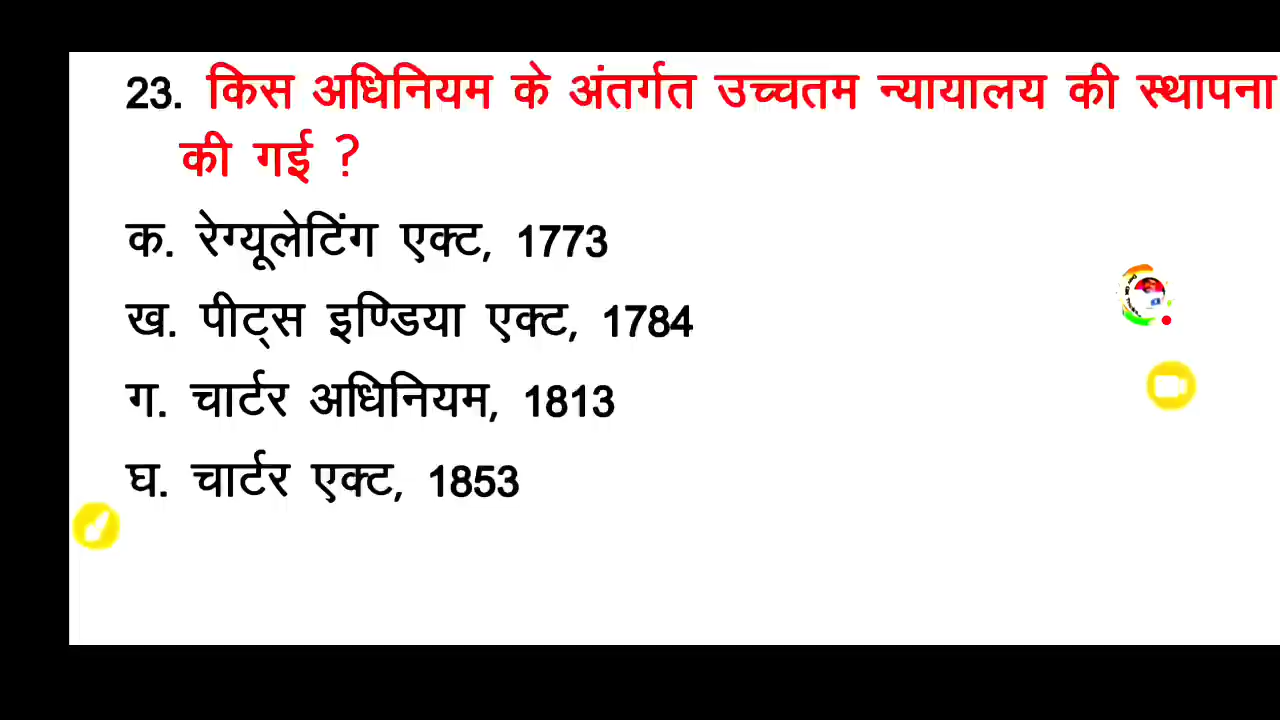 23. किस अधिनियम के अंतर्गत उच्चतम न्यायालय की स्थापना
की गई ?
क. रेग्यूलेटिंग एक्ट, 1773
ख. पीट्स इण्डिया एक्ट, 1784
ग. चार्टर अधिनियम, 1813
घ. चार्टर एक्ट, 1853